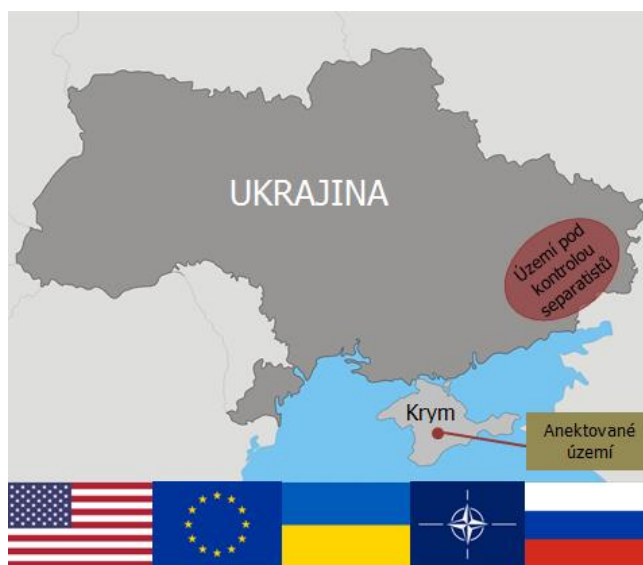 UKRAJINA
Území pod
kontrolou
separatistů
Krym
Anektované
území